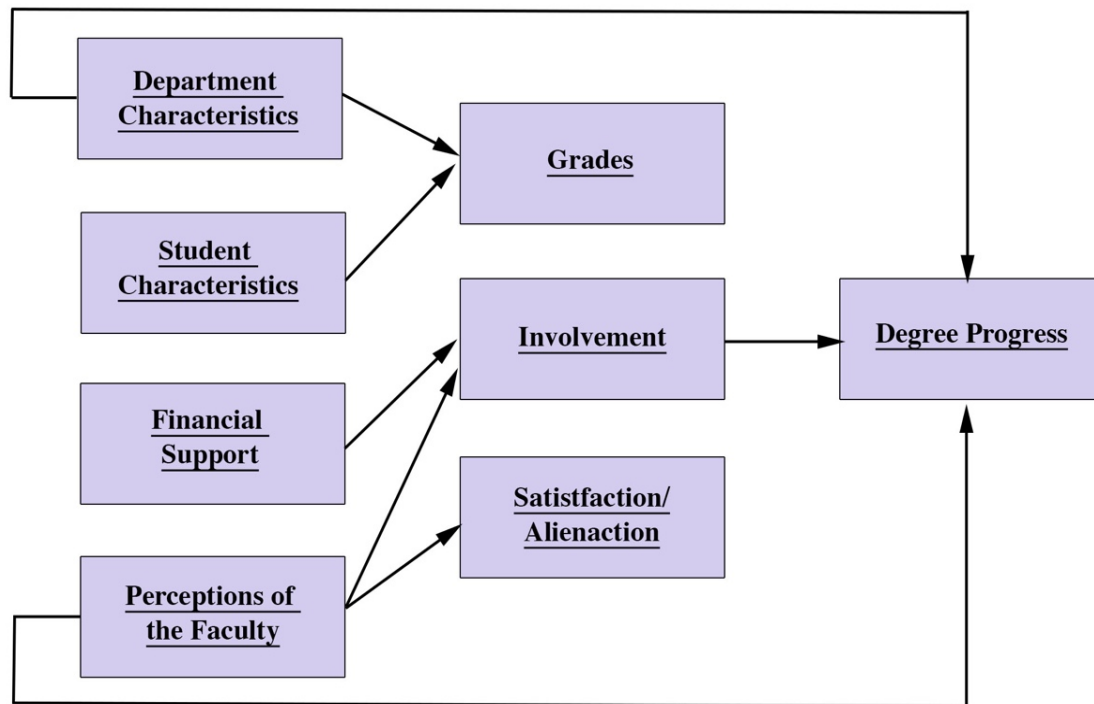 Department
Characteristics
Grades
Student
Characteristics
Involvement
Degree Progress
Financial
Support
Satistfaction/
Alienaction
Perceptions of
the Faculty